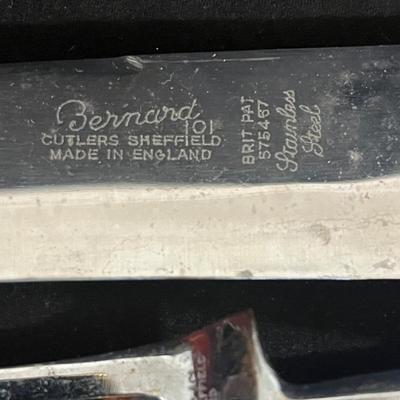 Bernard
101
CUTLERS SHEFFIELD
MADE IN ENGLAND
BRIT PAT
575467
Stainless
Steel